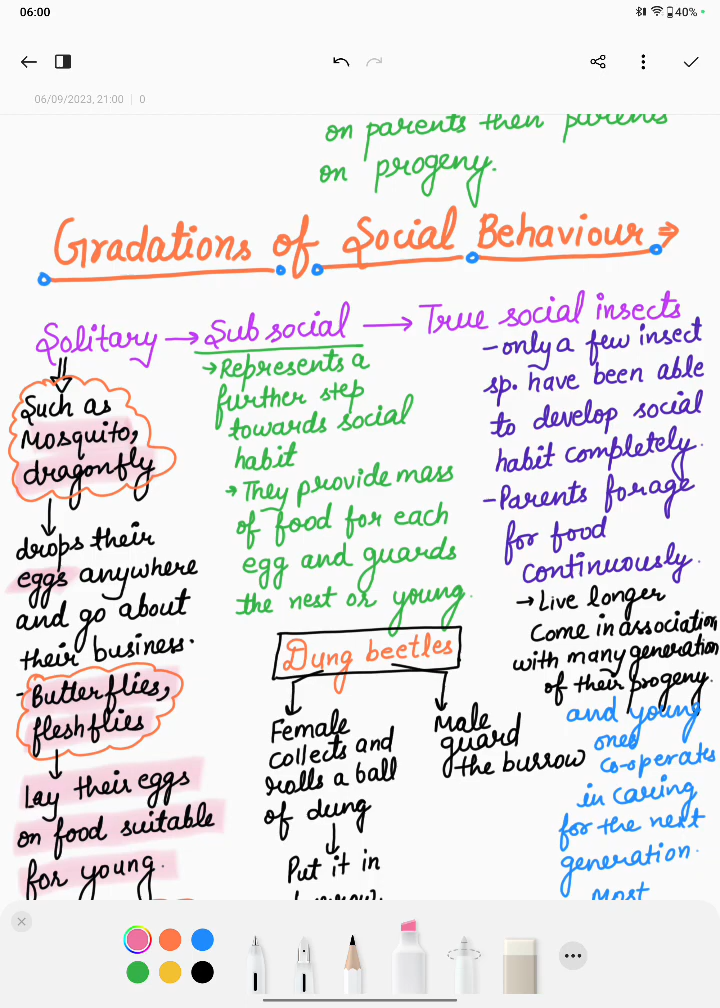 06:00
40%
06/09/2023, 21:00 | 0
on parents then parents
on progeny.
Gradations of Social Behaviour ⇒
Solitary → Sub social → True social insects
Such as
Mosquito,
dragonfly
drops their
eggs anywhere
and go about
their business.
- Butterflies,
fleshflies
Lay their eggs
on food suitable
for young.
→ Represents a
further step
towards social
habit
→ They provide mass
of food for each
egg and guards
the nest or young.
Dung beetles
Female
collects and
rolls a ball
of dung
Put it in
burrow
Male
guard
the burrow
- only a few insect
sp. have been able
to develop social
habit completely.
- Parents forage
for food
continuously.
→ Live longer
Come in association
with many generation
of their progeny.
and young
ones
co-operates
in caring
for the next
generation.
Most